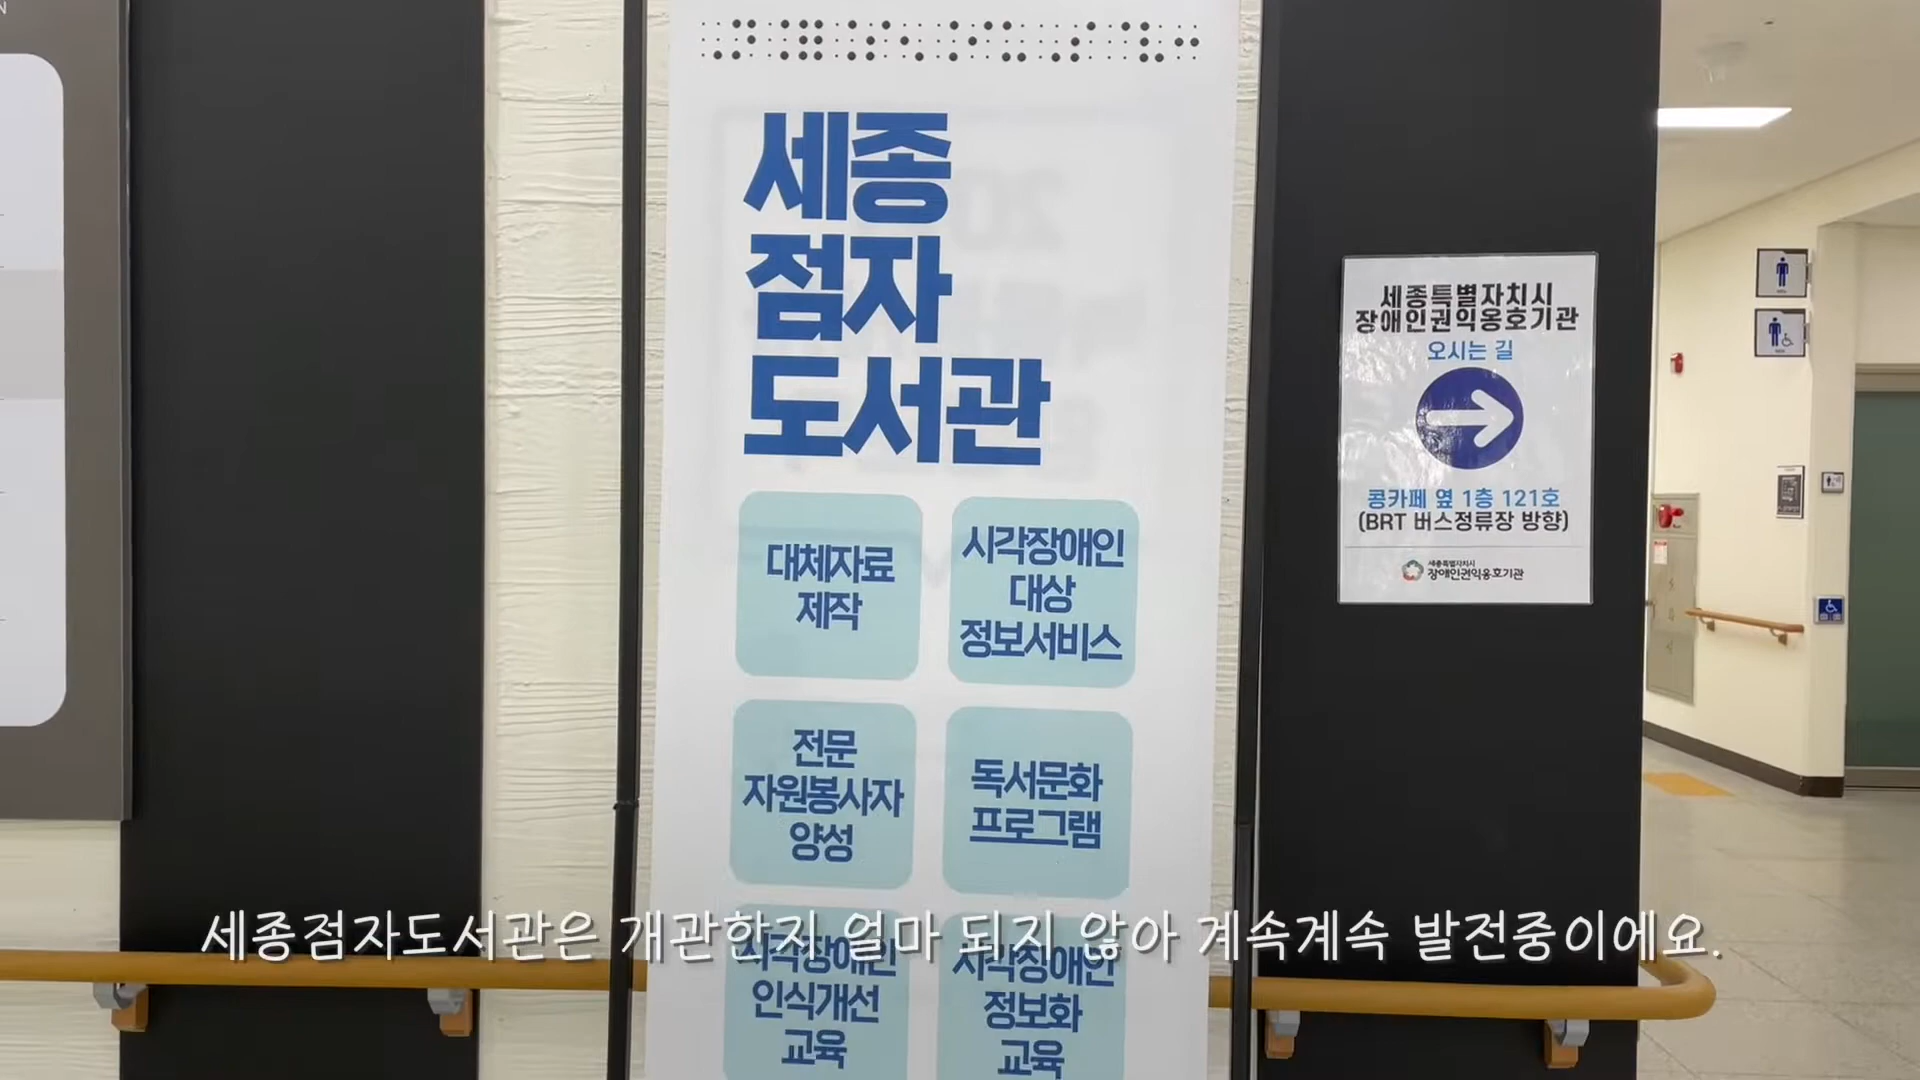 세종
점자
도서관
대체자료
제작
시각장애인
대상
정보서비스
전문
자원봉사자
양성
독서문화
프로그램
시각장애인
인식개선
교육
시각장애인
정보화
교육
세종특별자치시
장애인권익옹호기관
오시는 길
콩카페 옆 1층 121호
(BRT 버스정류장 방향)
세종특별자치시
장애인권익옹호기관
세종점자도서관은 개관한지 얼마 되지 않아 계속계속 발전중이에요.